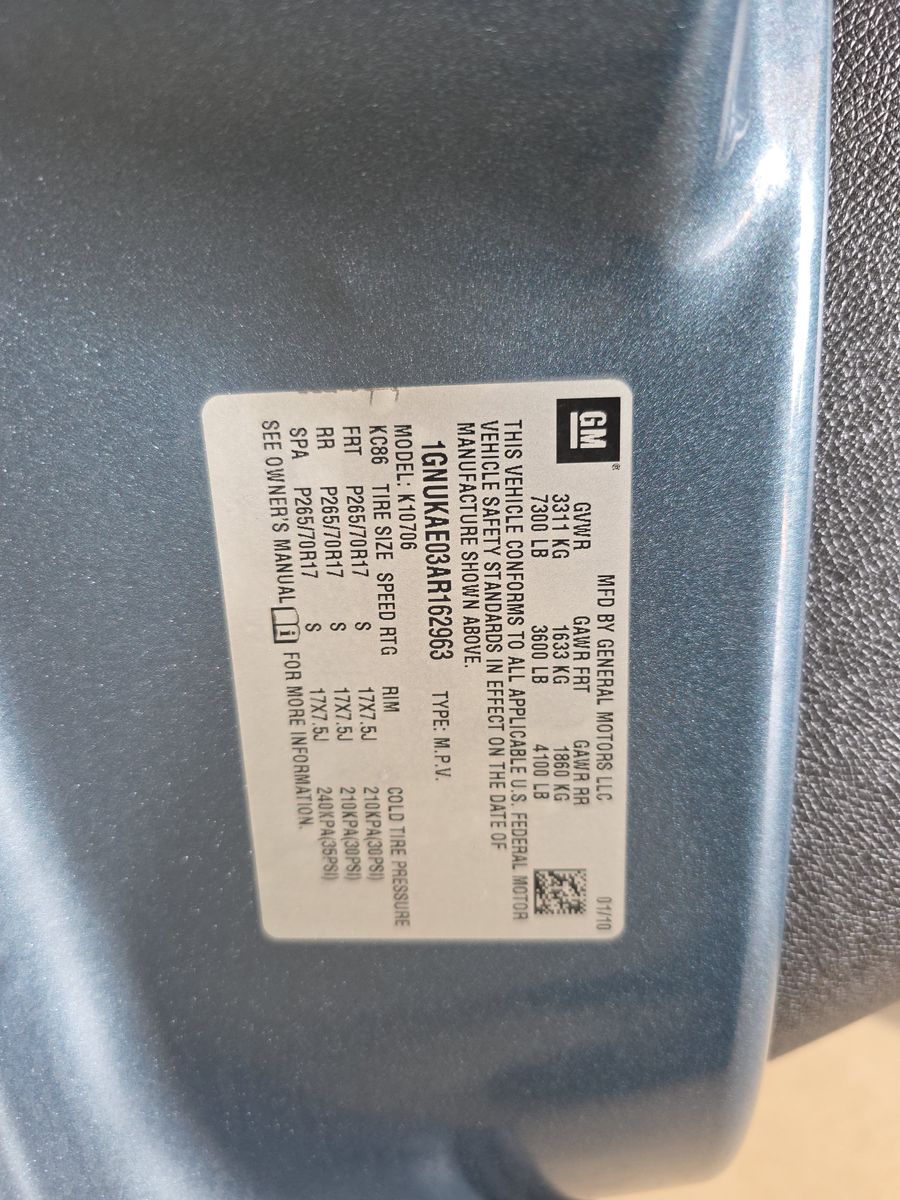 GM®
MFD BY GENERAL MOTORS LLC 01/10
GVWR GAWR FRT GAWR RR
3311 KG 1633 KG 1860 KG
7300 LB 3600 LB 4100 LB
THIS VEHICLE CONFORMS TO ALL APPLICABLE U.S. FEDERAL MOTOR
VEHICLE SAFETY STANDARDS IN EFFECT ON THE DATE OF
MANUFACTURE SHOWN ABOVE.
1GNUKAE03AR162963 TYPE: M.P.V.
MODEL: K10706
KC86 TIRE SIZE SPEED RTG RIM COLD TIRE PRESSURE
FRT P265/70R17 S 17X7.5J 210KPA(30PSI)
RR P265/70R17 S 17X7.5J 210KPA(30PSI)
SPA P265/70R17 S 17X7.5J 240KPA(35PSI)
SEE OWNER'S MANUAL i FOR MORE INFORMATION.